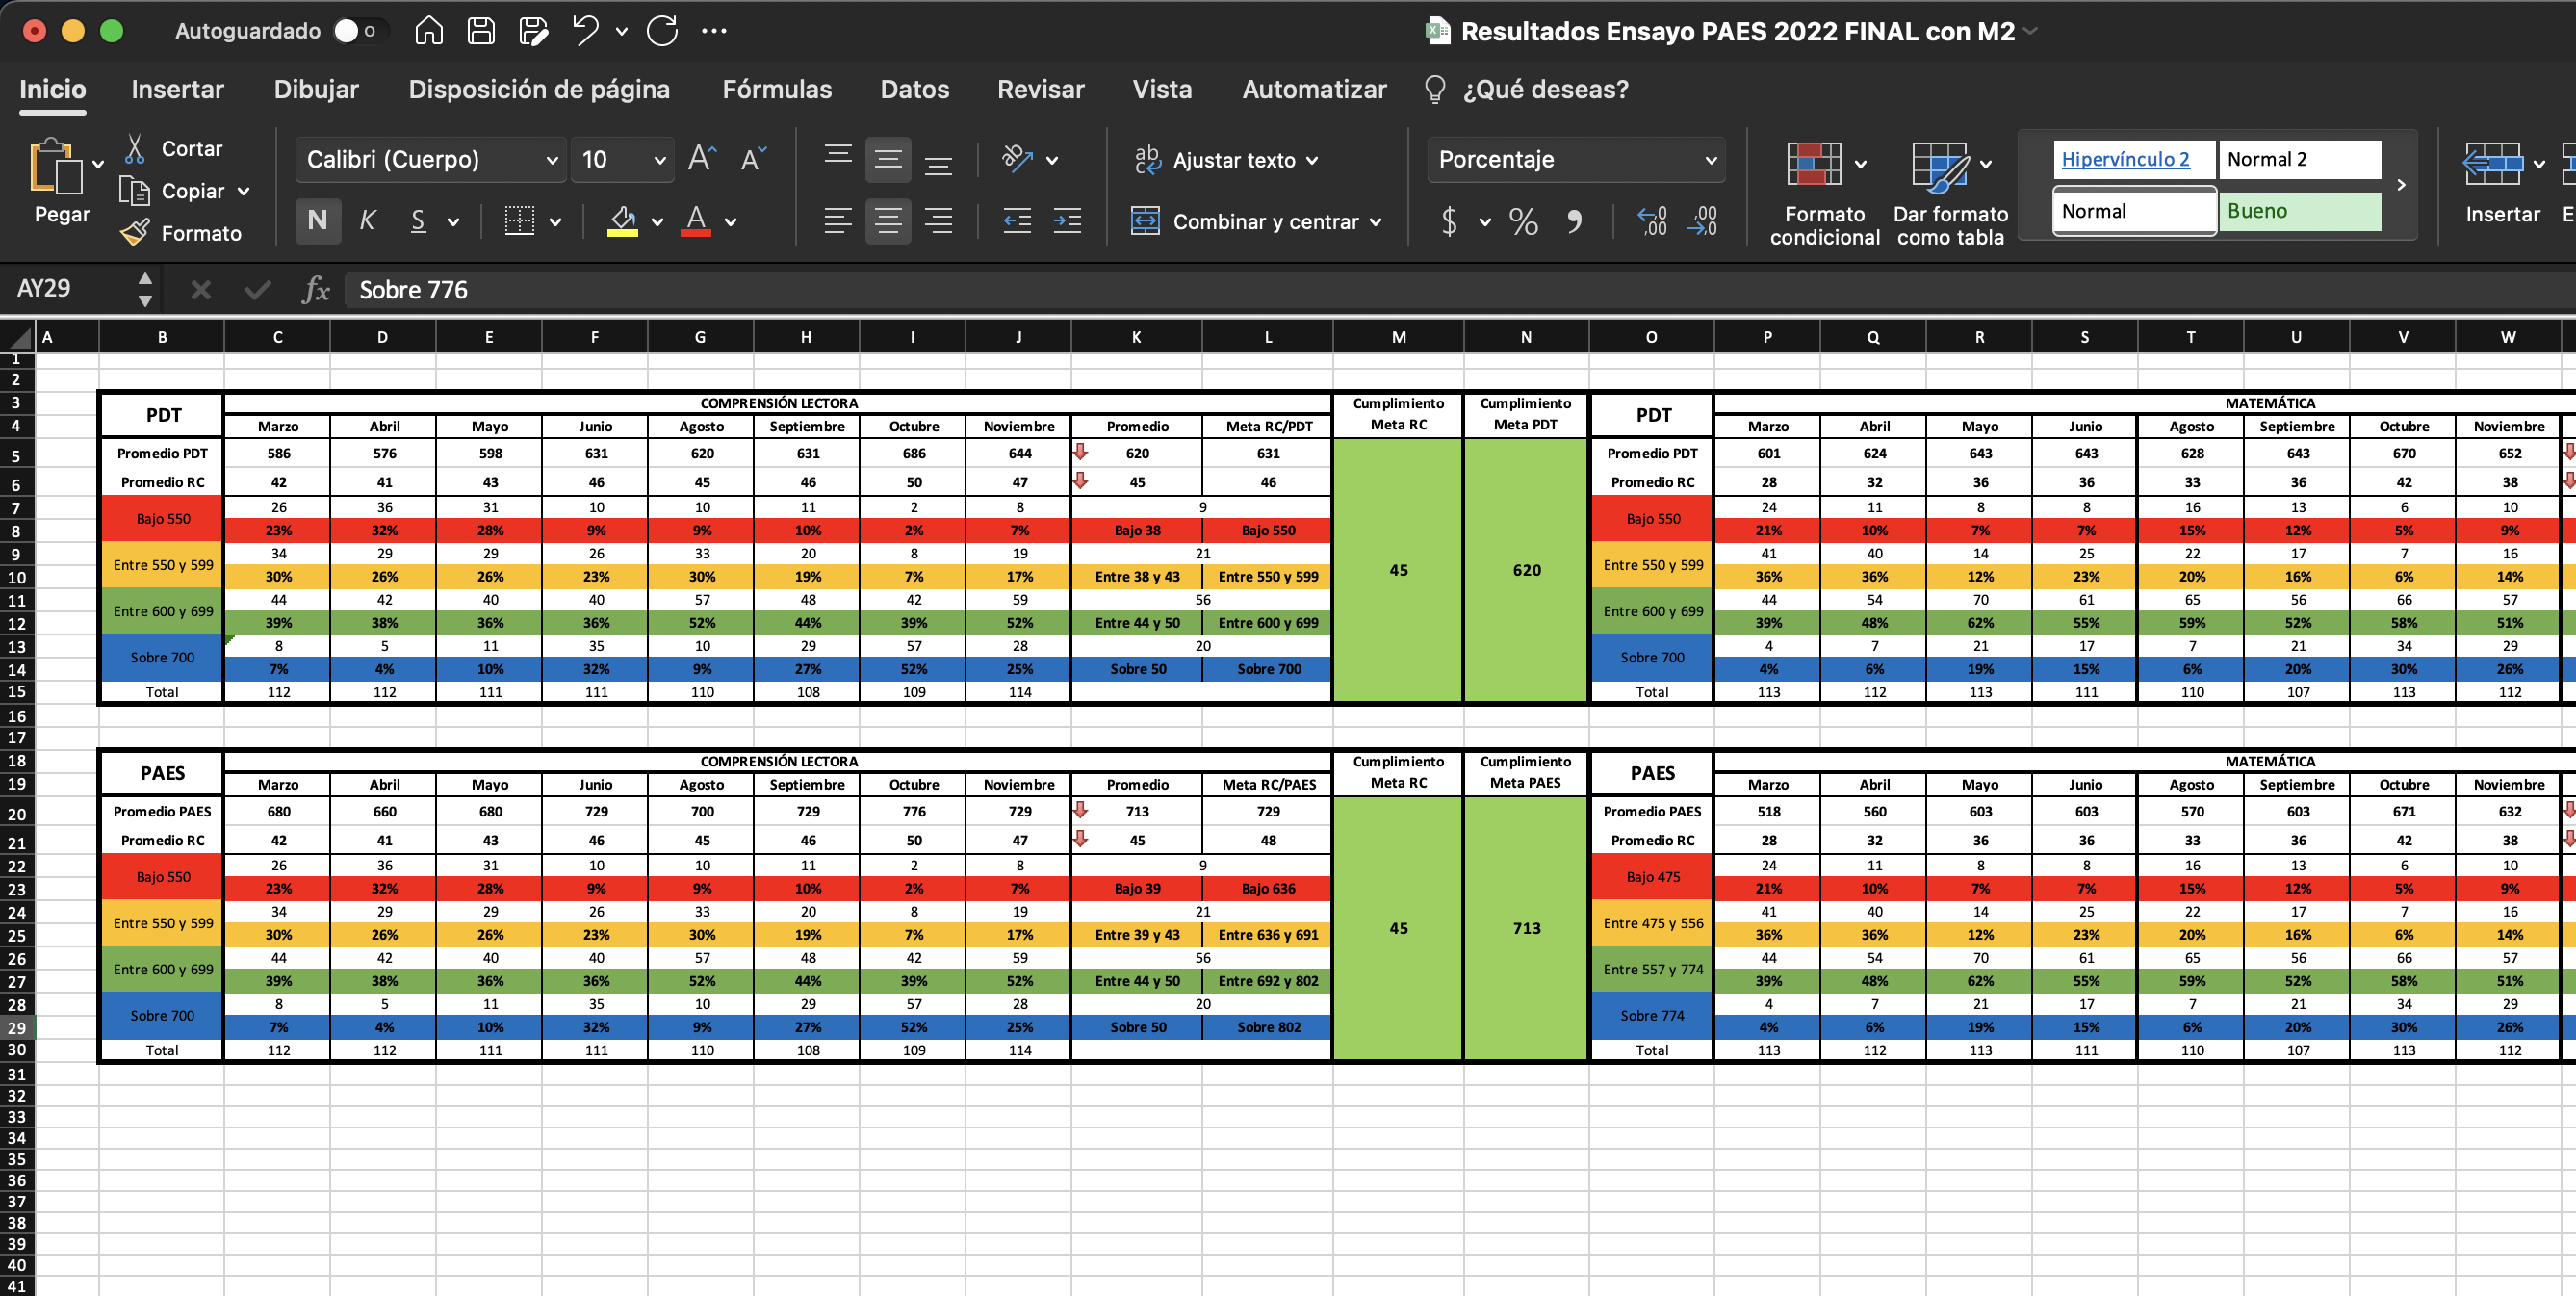 Autoguardado O Resultados Ensayo PAES 2022 FINAL con M2
Inicio Insertar Dibujar Disposición de página Fórmulas Datos Revisar Vista Automatizar ¿Qué deseas?
Pegar Cortar Copiar Formato
Calibri (Cuerpo) 10
N K S
Ajustar texto
Combinar y centrar
Porcentaje
Formato condicional
Dar formato como tabla
Hipervínculo 2 Normal 2
Normal Bueno
Insertar
AY29 fx Sobre 776
A B C D E F G H I J K L M N O P Q R S T U V W
1
2
3 PDT COMPRENSIÓN LECTORA Cumplimiento Meta RC Cumplimiento Meta PDT PDT MATEMÁTICA
4 Marzo Abril Mayo Junio Agosto Septiembre Octubre Noviembre Promedio Meta RC/PDT Marzo Abril Mayo Junio Agosto Septiembre Octubre Noviembre
5 Promedio PDT 586 576 598 631 620 631 686 644 620 631 Promedio PDT 601 624 643 643 628 643 670 652
6 Promedio RC 42 41 43 46 45 46 50 47 45 46 Promedio RC 28 32 36 36 33 36 42 38
7 Bajo 550 26 36 31 10 10 11 2 8 9 Bajo 550 24 11 8 8 16 13 6 10
8 23% 32% 28% 9% 9% 10% 2% 7% Bajo 38 Bajo 550 21% 10% 7% 7% 15% 12% 5% 9%
9 Entre 550 y 599 34 29 29 26 33 20 8 19 21 Entre 550 y 599 41 40 14 25 22 17 7 16
10 30% 26% 26% 23% 30% 19% 7% 17% Entre 38 y 43 Entre 550 y 599 45 620 36% 36% 12% 23% 20% 16% 6% 14%
11 Entre 600 y 699 44 42 40 40 57 48 42 59 56 Entre 600 y 699 44 54 70 61 65 56 66 57
12 39% 38% 36% 36% 52% 44% 39% 52% Entre 44 y 50 Entre 600 y 699 39% 48% 62% 55% 59% 52% 58% 51%
13 Sobre 700 8 5 11 35 10 29 57 28 20 Sobre 700 4 7 21 17 7 21 34 29
14 7% 4% 10% 32% 9% 27% 52% 25% Sobre 50 Sobre 700 4% 6% 19% 15% 6% 20% 30% 26%
15 Total 112 112 111 111 110 108 109 114 Total 113 112 113 111 110 107 113 112
16
17
18 PAES COMPRENSIÓN LECTORA Cumplimiento Meta RC Cumplimiento Meta PAES PAES MATEMÁTICA
19 Marzo Abril Mayo Junio Agosto Septiembre Octubre Noviembre Promedio Meta RC/PAES Marzo Abril Mayo Junio Agosto Septiembre Octubre Noviembre
20 Promedio PAES 680 660 680 729 700 729 776 729 713 729 Promedio PAES 518 560 603 603 570 603 671 632
21 Promedio RC 42 41 43 46 45 46 50 47 45 48 Promedio RC 28 32 36 36 33 36 42 38
22 Bajo 550 26 36 31 10 10 11 2 8 9 Bajo 475 24 11 8 8 16 13 6 10
23 23% 32% 28% 9% 9% 10% 2% 7% Bajo 39 Bajo 636 21% 10% 7% 7% 15% 12% 5% 9%
24 Entre 550 y 599 34 29 29 26 33 20 8 19 21 Entre 475 y 556 41 40 14 25 22 17 7 16
25 30% 26% 26% 23% 30% 19% 7% 17% Entre 39 y 43 Entre 636 y 691 45 713 36% 36% 12% 23% 20% 16% 6% 14%
26 Entre 600 y 699 44 42 40 40 57 48 42 59 56 Entre 557 y 774 44 54 70 61 65 56 66 57
27 39% 38% 36% 36% 52% 44% 39% 52% Entre 44 y 50 Entre 692 y 802 39% 48% 62% 55% 59% 52% 58% 51%
28 Sobre 700 8 5 11 35 10 29 57 28 20 Sobre 774 4 7 21 17 7 21 34 29
29 7% 4% 10% 32% 9% 27% 52% 25% Sobre 50 Sobre 802 4% 6% 19% 15% 6% 20% 30% 26%
30 Total 112 112 111 111 110 108 109 114 Total 113 112 113 111 110 107 113 112
31
32
33
34
35
36
37
38
39
40
41